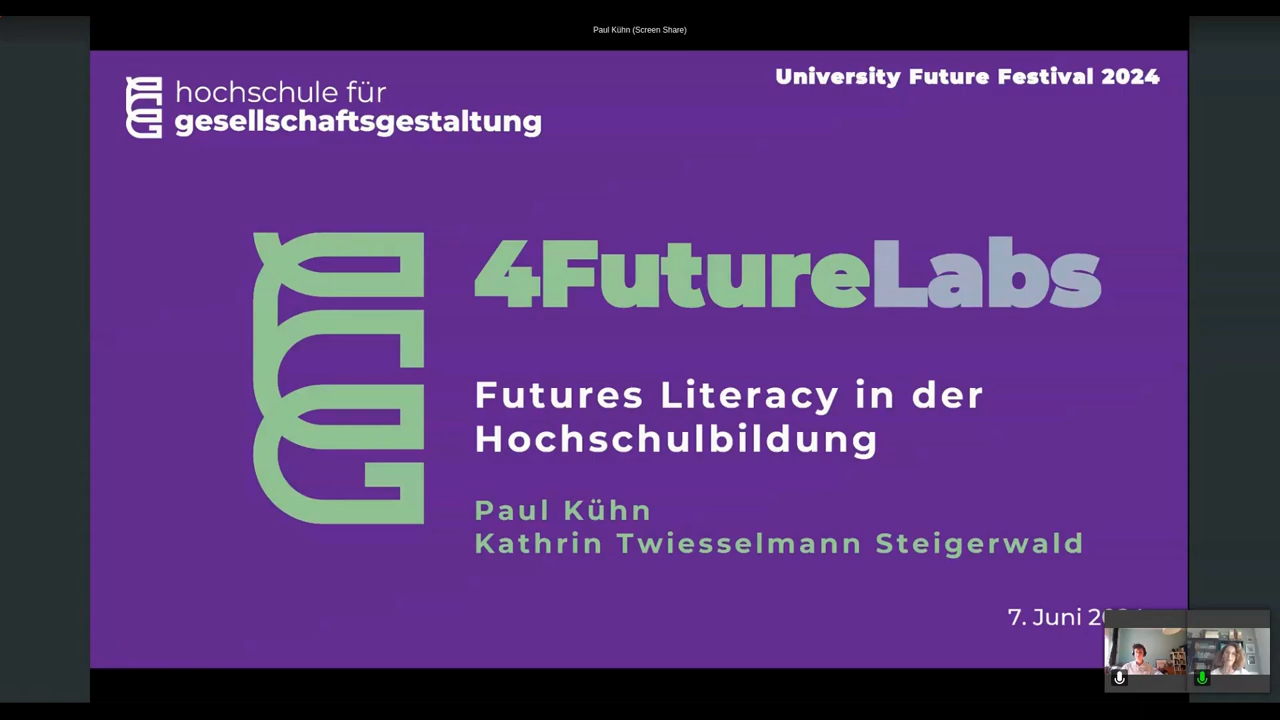 Paul Kühn (Screen Share)
hochschule für
gesellschaftsgestaltung
University Future Festival 2024
4FutureLabs
Futures Literacy in der
Hochschulbildung
Paul Kühn
Kathrin Twiesselmann Steigerwald
7. Juni